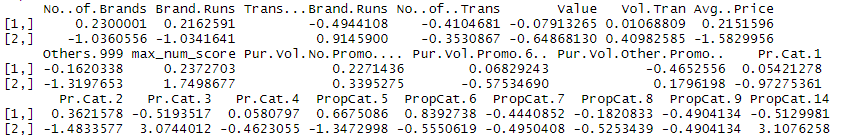 No..of.Brands Brand.Runs Trans...Brand.Runs No..of..Trans Value Vol.Tran Avg..Price
[1,] 0.2300001 0.2162591 -0.4944108 -0.4104681 -0.07913265 0.01068809 0.2151596
[2,] -1.0360556 -1.0341641 0.9145900 -0.3530867 -0.64868130 0.40982585 -1.5829956
Others.999 max_num_score Pur.Vol.No.Promo.... Pur.Vol.Promo.6.. Pur.Vol.Other.Promo.. Pr.Cat.1
[1,] -0.1620338 0.2372703 0.2271436 0.06829243 -0.4652556 0.05421278
[2,] -1.3197653 1.7498677 0.3395275 -0.57534690 0.1796198 -0.97275361
Pr.Cat.2 Pr.Cat.3 Pr.Cat.4 PropCat.5 PropCat.6 PropCat.7 PropCat.8 PropCat.9 PropCat.14
[1,] 0.3621578 -0.5193517 0.0580797 0.6675086 0.8392738 -0.4440852 -0.1820833 -0.4904134 -0.5129981
[2,] -1.4833577 3.0744012 -0.4623055 -1.3472998 -0.5550619 -0.4950408 -0.5253439 -0.4904134 3.1076258